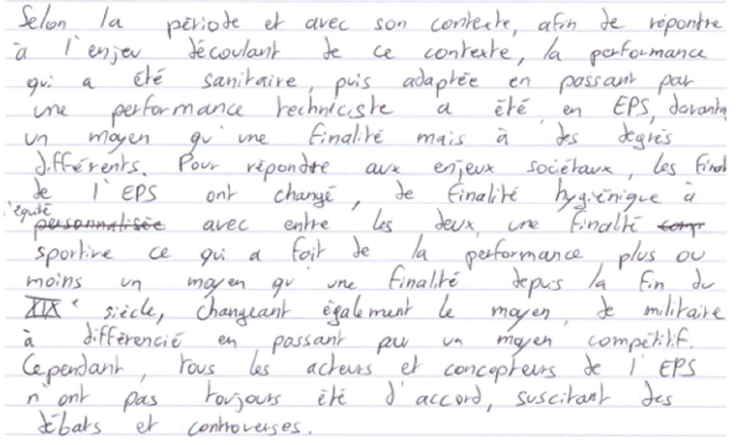 Selon la période et avec son contexte, afin de répontre
à l'enjeu découlant de ce contexte, la performance
qui a été sanitaire, puis adaptée en passant par
une performance techniciste a été, en EPS, davanta
un moyen qu'une finalité mais à des degrés
différents. Pour répondre aux enjeux sociétaux, les final
de l'EPS ont changé, de finalité hygiénique à
l'équité
personnalisée avec entre les deux une finalité comp
sportive ce qui a fait de la performance plus ou
moins un moyen qu'une finalité depuis la fin du
XIXe siècle, changeant également le moyen, de militaire
à différencié en passant par un moyen compétitif.
Cependant, tous les acteurs et concepteurs de l'EPS
n'ont pas toujours été d'accord, suscitant des
débats et controverses.